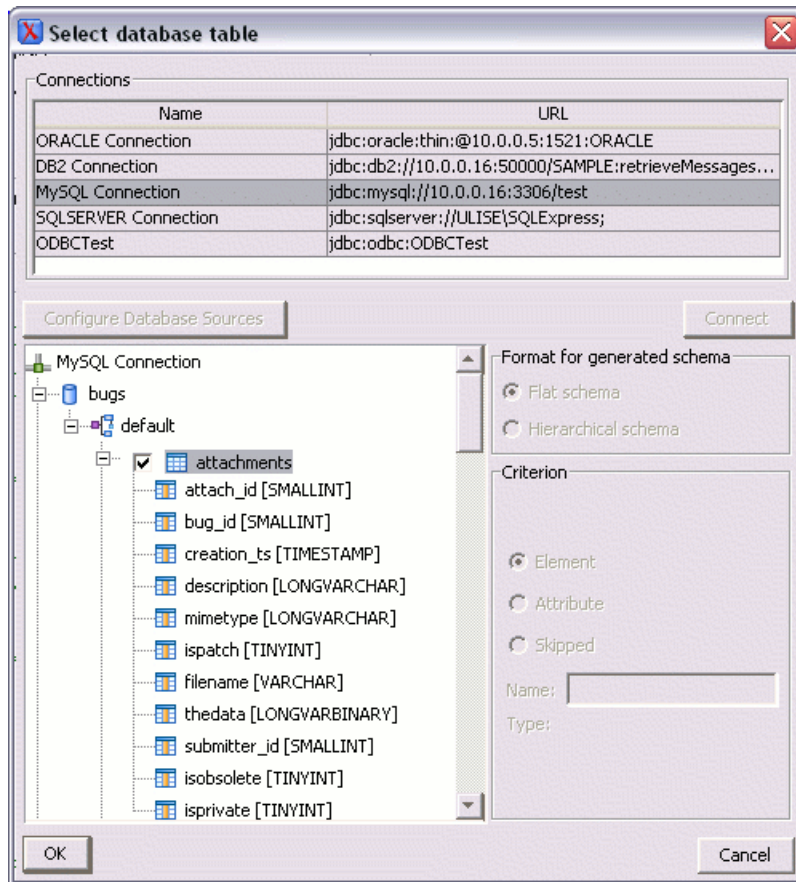 Select database table
Connections
Name URL
ORACLE Connection jdbc:oracle:thin:@10.0.0.5:1521:ORACLE
DB2 Connection jdbc:db2://10.0.0.16:50000/SAMPLE:retrieveMessages...
MySQL Connection jdbc:mysql://10.0.0.16:3306/test
SQLSERVER Connection jdbc:sqlserver://ULISE\SQLExpress;
ODBCTest jdbc:odbc:ODBCTest
Configure Database Sources Connect
MySQL Connection
bugs
default
attachments
attach_id [SMALLINT]
bug_id [SMALLINT]
creation_ts [TIMESTAMP]
description [LONGVARCHAR]
mimetype [LONGVARCHAR]
ispatch [TINYINT]
filename [VARCHAR]
thedata [LONGVARBINARY]
submitter_id [SMALLINT]
isobsolete [TINYINT]
isprivate [TINYINT]
Format for generated schema
Flat schema
Hierarchical schema
Criterion
Element
Attribute
Skipped
Name:
Type:
OK Cancel